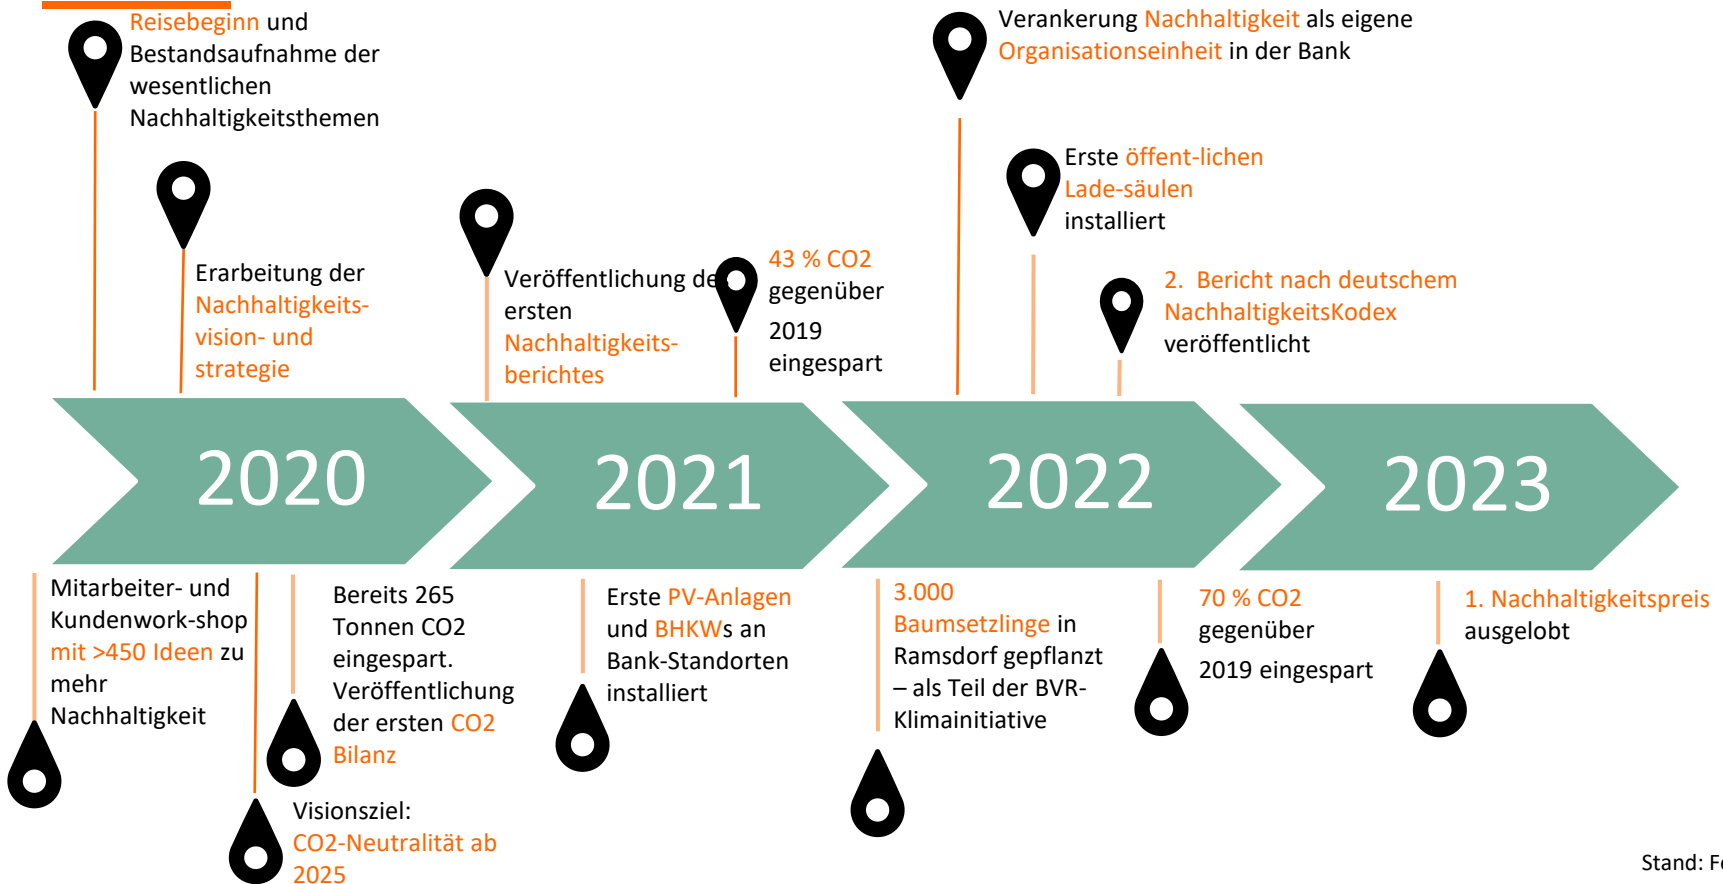 Reisebeginn und
Bestandsaufnahme der
wesentlichen
Nachhaltigkeitsthemen
Erarbeitung der
Nachhaltigkeits-
vision- und
strategie
Veröffentlichung
ersten
Nachhaltigkeits-
berichtes
43 % CO2
gegenüber
2019
eingespart
Verankerung Nachhaltigkeit als eigene
Organisationseinheit in der Bank
Erste öffent-lichen
Lade-säulen
installiert
2. Bericht nach deutschem
NachhaltigkeitsKodex
veröffentlicht
2020
2021
2022
2023
Mitarbeiter- und
Kundenwork-shop
mit >450 Ideen zu
mehr
Nachhaltigkeit
Bereits 265
Tonnen CO2
eingespart.
Veröffentlichung
der ersten CO2
Bilanz
Visionsziel:
CO2-Neutralität ab
2025
Erste PV-Anlagen
und BHKWs an
Bank-Standorten
installiert
3.000
Baumsetzlinge in
Ramsdorf gepflanzt
– als Teil der BVR-
Klimainitiative
70 % CO2
gegenüber
2019 eingespart
1. Nachhaltigkeitspreis
ausgelobt
Stand: